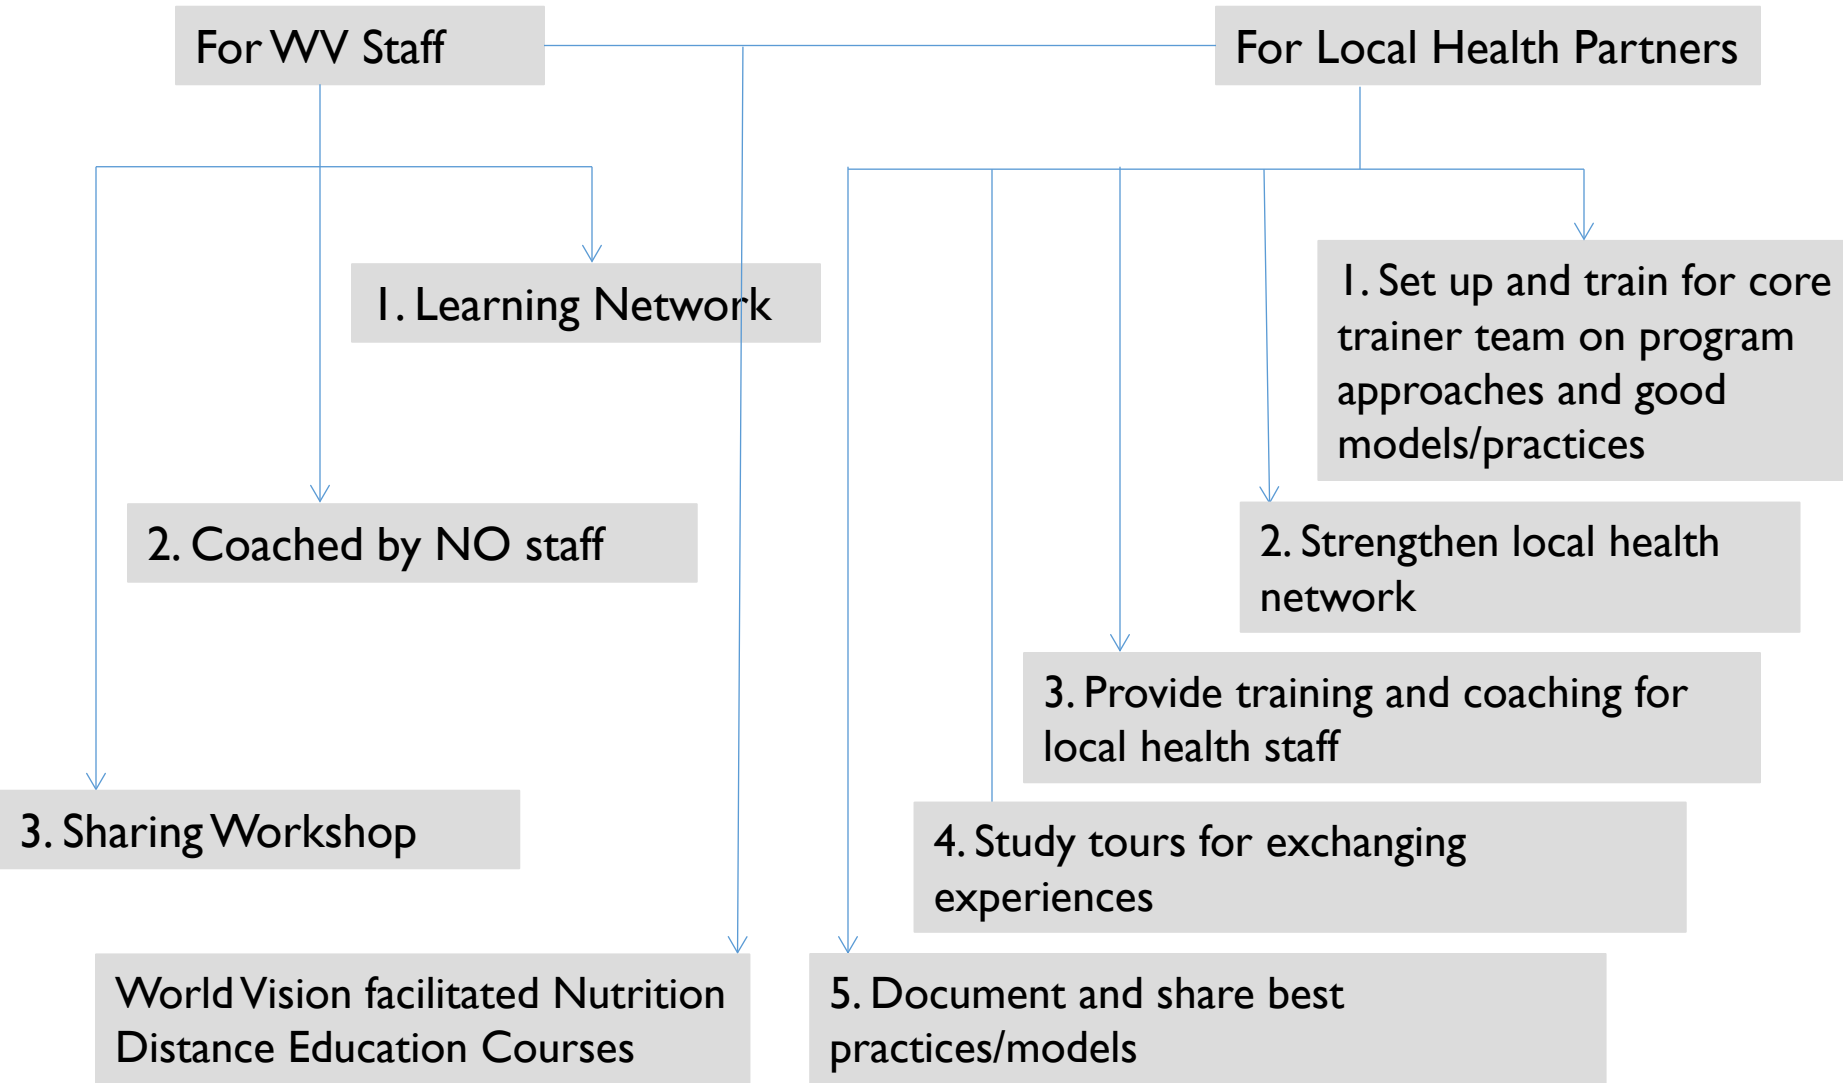 For WV Staff
For Local Health Partners
1. Learning Network
1. Set up and train for core
trainer team on program
approaches and good
models/practices
2. Coached by NO staff
2. Strengthen local health
network
3. Provide training and coaching for
local health staff
3. Sharing Workshop
4. Study tours for exchanging
experiences
World Vision facilitated Nutrition
Distance Education Courses
5. Document and share best
practices/models